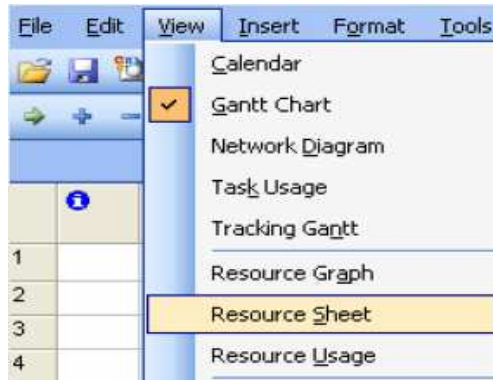 File Edit View Insert Format Tools
Calendar
Gantt Chart
Network Diagram
Task Usage
Tracking Gantt
Resource Graph
Resource Sheet
Resource Usage
1
2
3
4